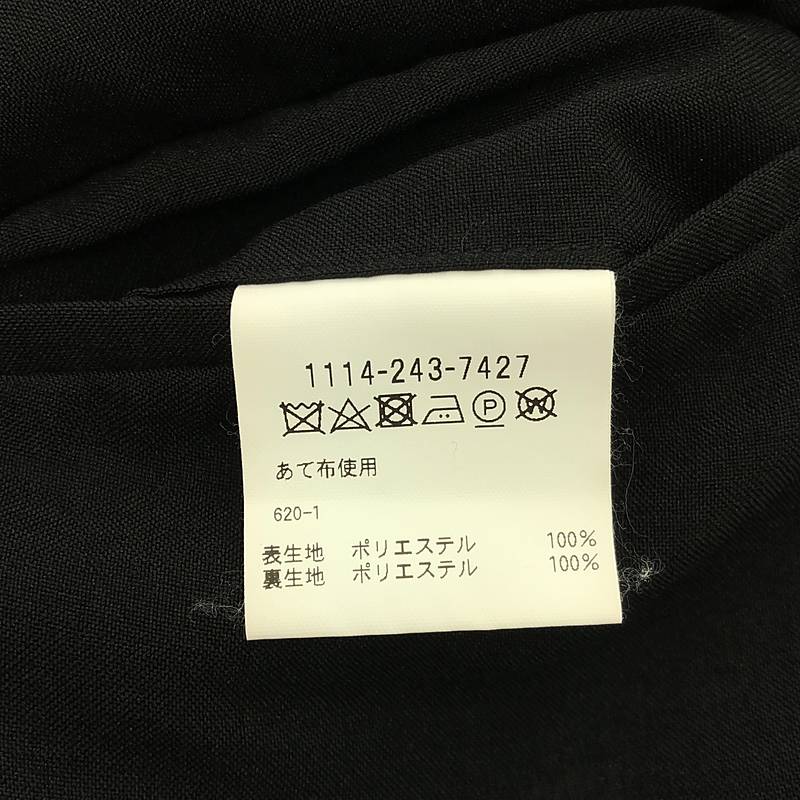 1114-243-7427
P W
あて布使用
620-1
表生地 ポリエステル 100%
裏生地 ポリエステル 100%